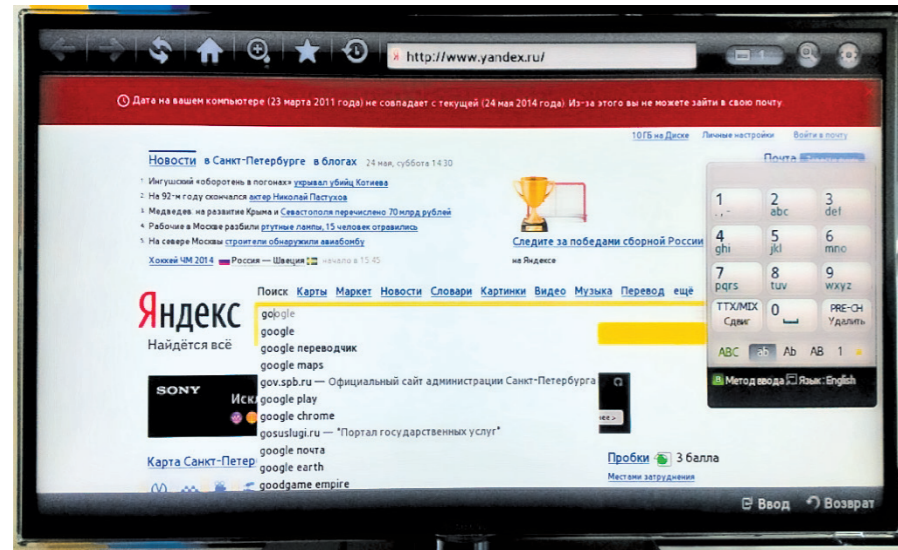 http://www.yandex.ru/
1
Дата на вашем компьютере (23 марта 2011 года) не совпадает с текущей (24 мая 2014 года). Из-за этого вы не можете зайти в свою почту
10 ГБ на Диске Личные настройки Войти в почту
Новости в Санкт-Петербурге в блогах 24 мая, суббота 14:30
Почта
1 Ингушский «оборотень в погонах» укрывал убийц Котиева
2 На 92-м году скончался актер Николай Пастухов
3 Медведев: на развитие Крыма и Севастополя перечислено 70 млрд рублей
4 Рабочие в Москве разбили ртутные лампы, 15 человек отравились
5 На севере Москвы строители обнаружили авиабомбу
Хоккей ЧМ 2014 Россия — Швеция начало в 15:45
Следите за победами сборной России
на Яндексе
Поиск Карты Маркет Новости Словари Картинки Видео Музыка Перевод ещё
Яндекс
Найдётся всё
google
google
google переводчик
google maps
gov.spb.ru — Официальный сайт администрации Санкт-Петербурга
google play
google chrome
gosuslugi.ru — "Портал государственных услуг"
google почта
google earth
goodgame empire
SONY
Искл
ее >
Карта Санкт-Петер
Пробки 3 балла
Местами затруднения
1 2 3
.,- abc def
4 5 6
ghi jkl mno
7 8 9
pqrs tuv wxyz
TTX/MIX 0 PRE-CH
Сдвиг Удалить
ABC ab Ab AB 1
Метод ввода Язык: English
Ввод Возврат